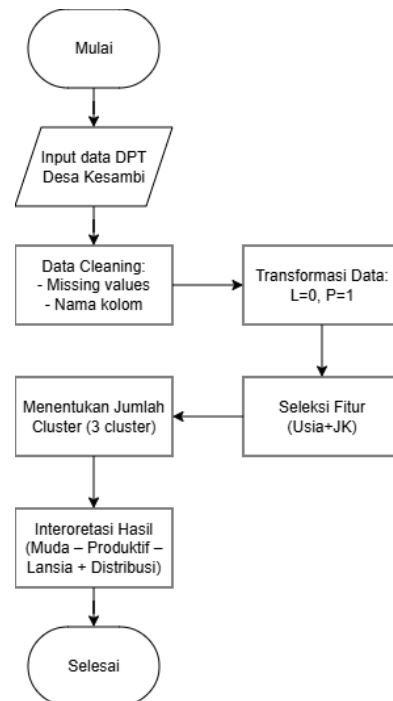 Mulai
Input data DPT
Desa Kesambi
Data Cleaning:
- Missing values
- Nama kolom
Transformasi Data:
L=0, P=1
Seleksi Fitur
(Usia+JK)
Menentukan Jumlah
Cluster (3 cluster)
Interoretasi Hasil
(Muda – Produktif –
Lansia + Distribusi)
Selesai